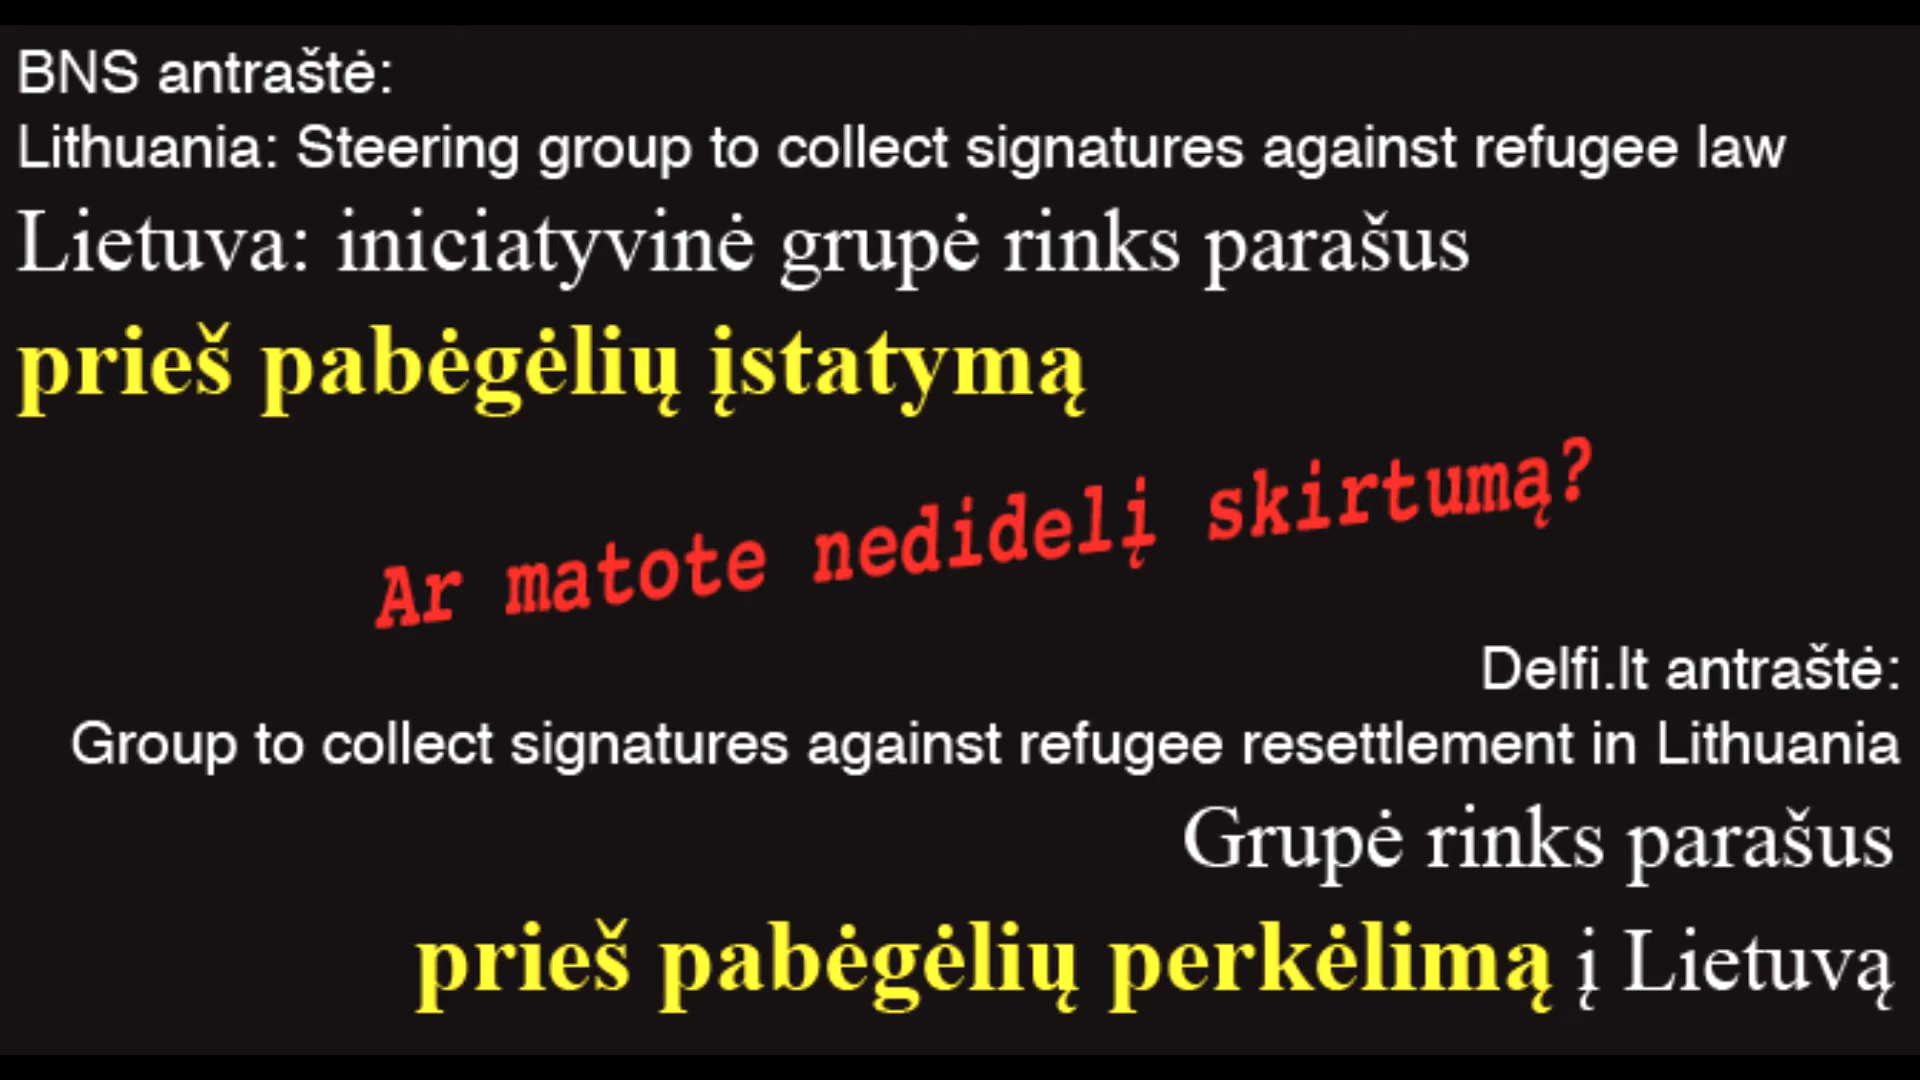 BNS antraštė:
Lithuania: Steering group to collect signatures against refugee law
Lietuva: iniciatyvinė grupė rinks parašus
prieš pabėgėlių įstatymą
Ar matote nedidelį skirtumą?
Delfi.lt antraštė:
Group to collect signatures against refugee resettlement in Lithuania
Grupė rinks parašus
prieš pabėgėlių perkėlimą į Lietuvą